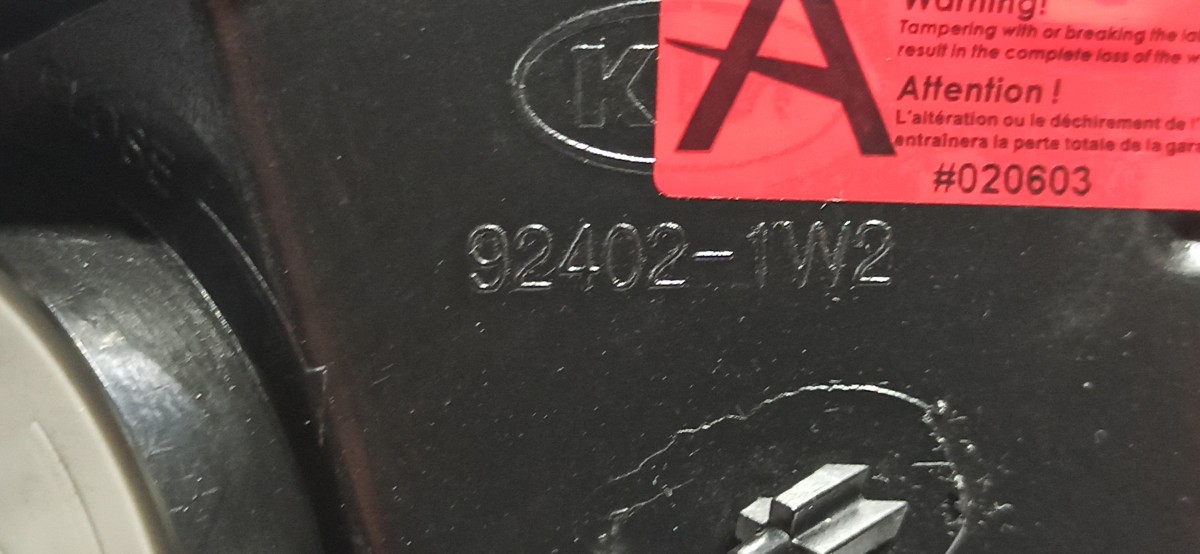 K
A
Warning!
Tampering with or breaking the
result in the complete loss of the
Attention !
L'altération ou le déchirement de
entraînera la perte totale de la
#020603
92402-1W2